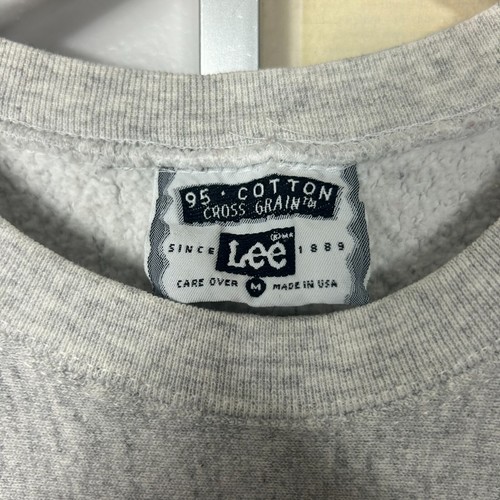 95 • COTTON
CROSS GRAIN™
SINCE Lee ®MR 1889
CARE OVER M MADE IN USA